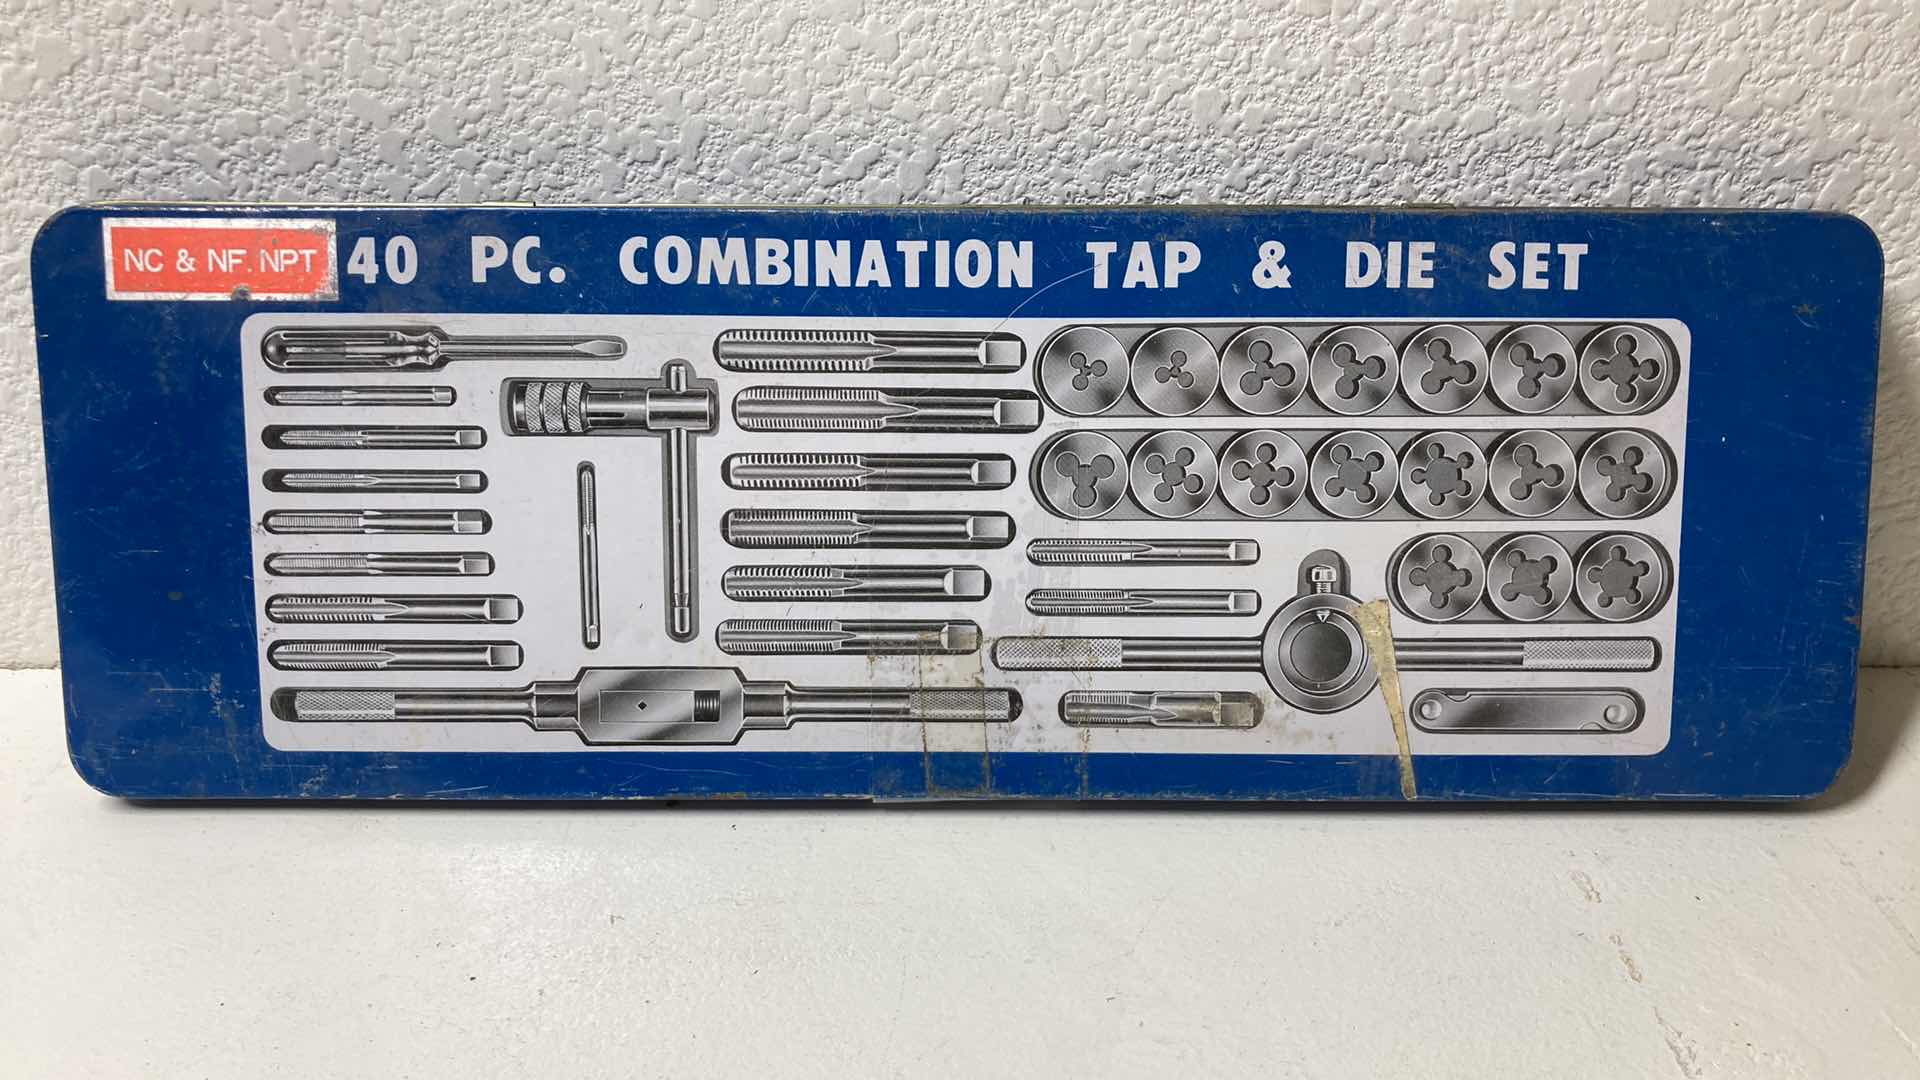 NC & NF. NPT
40 PC. COMBINATION TAP & DIE SET